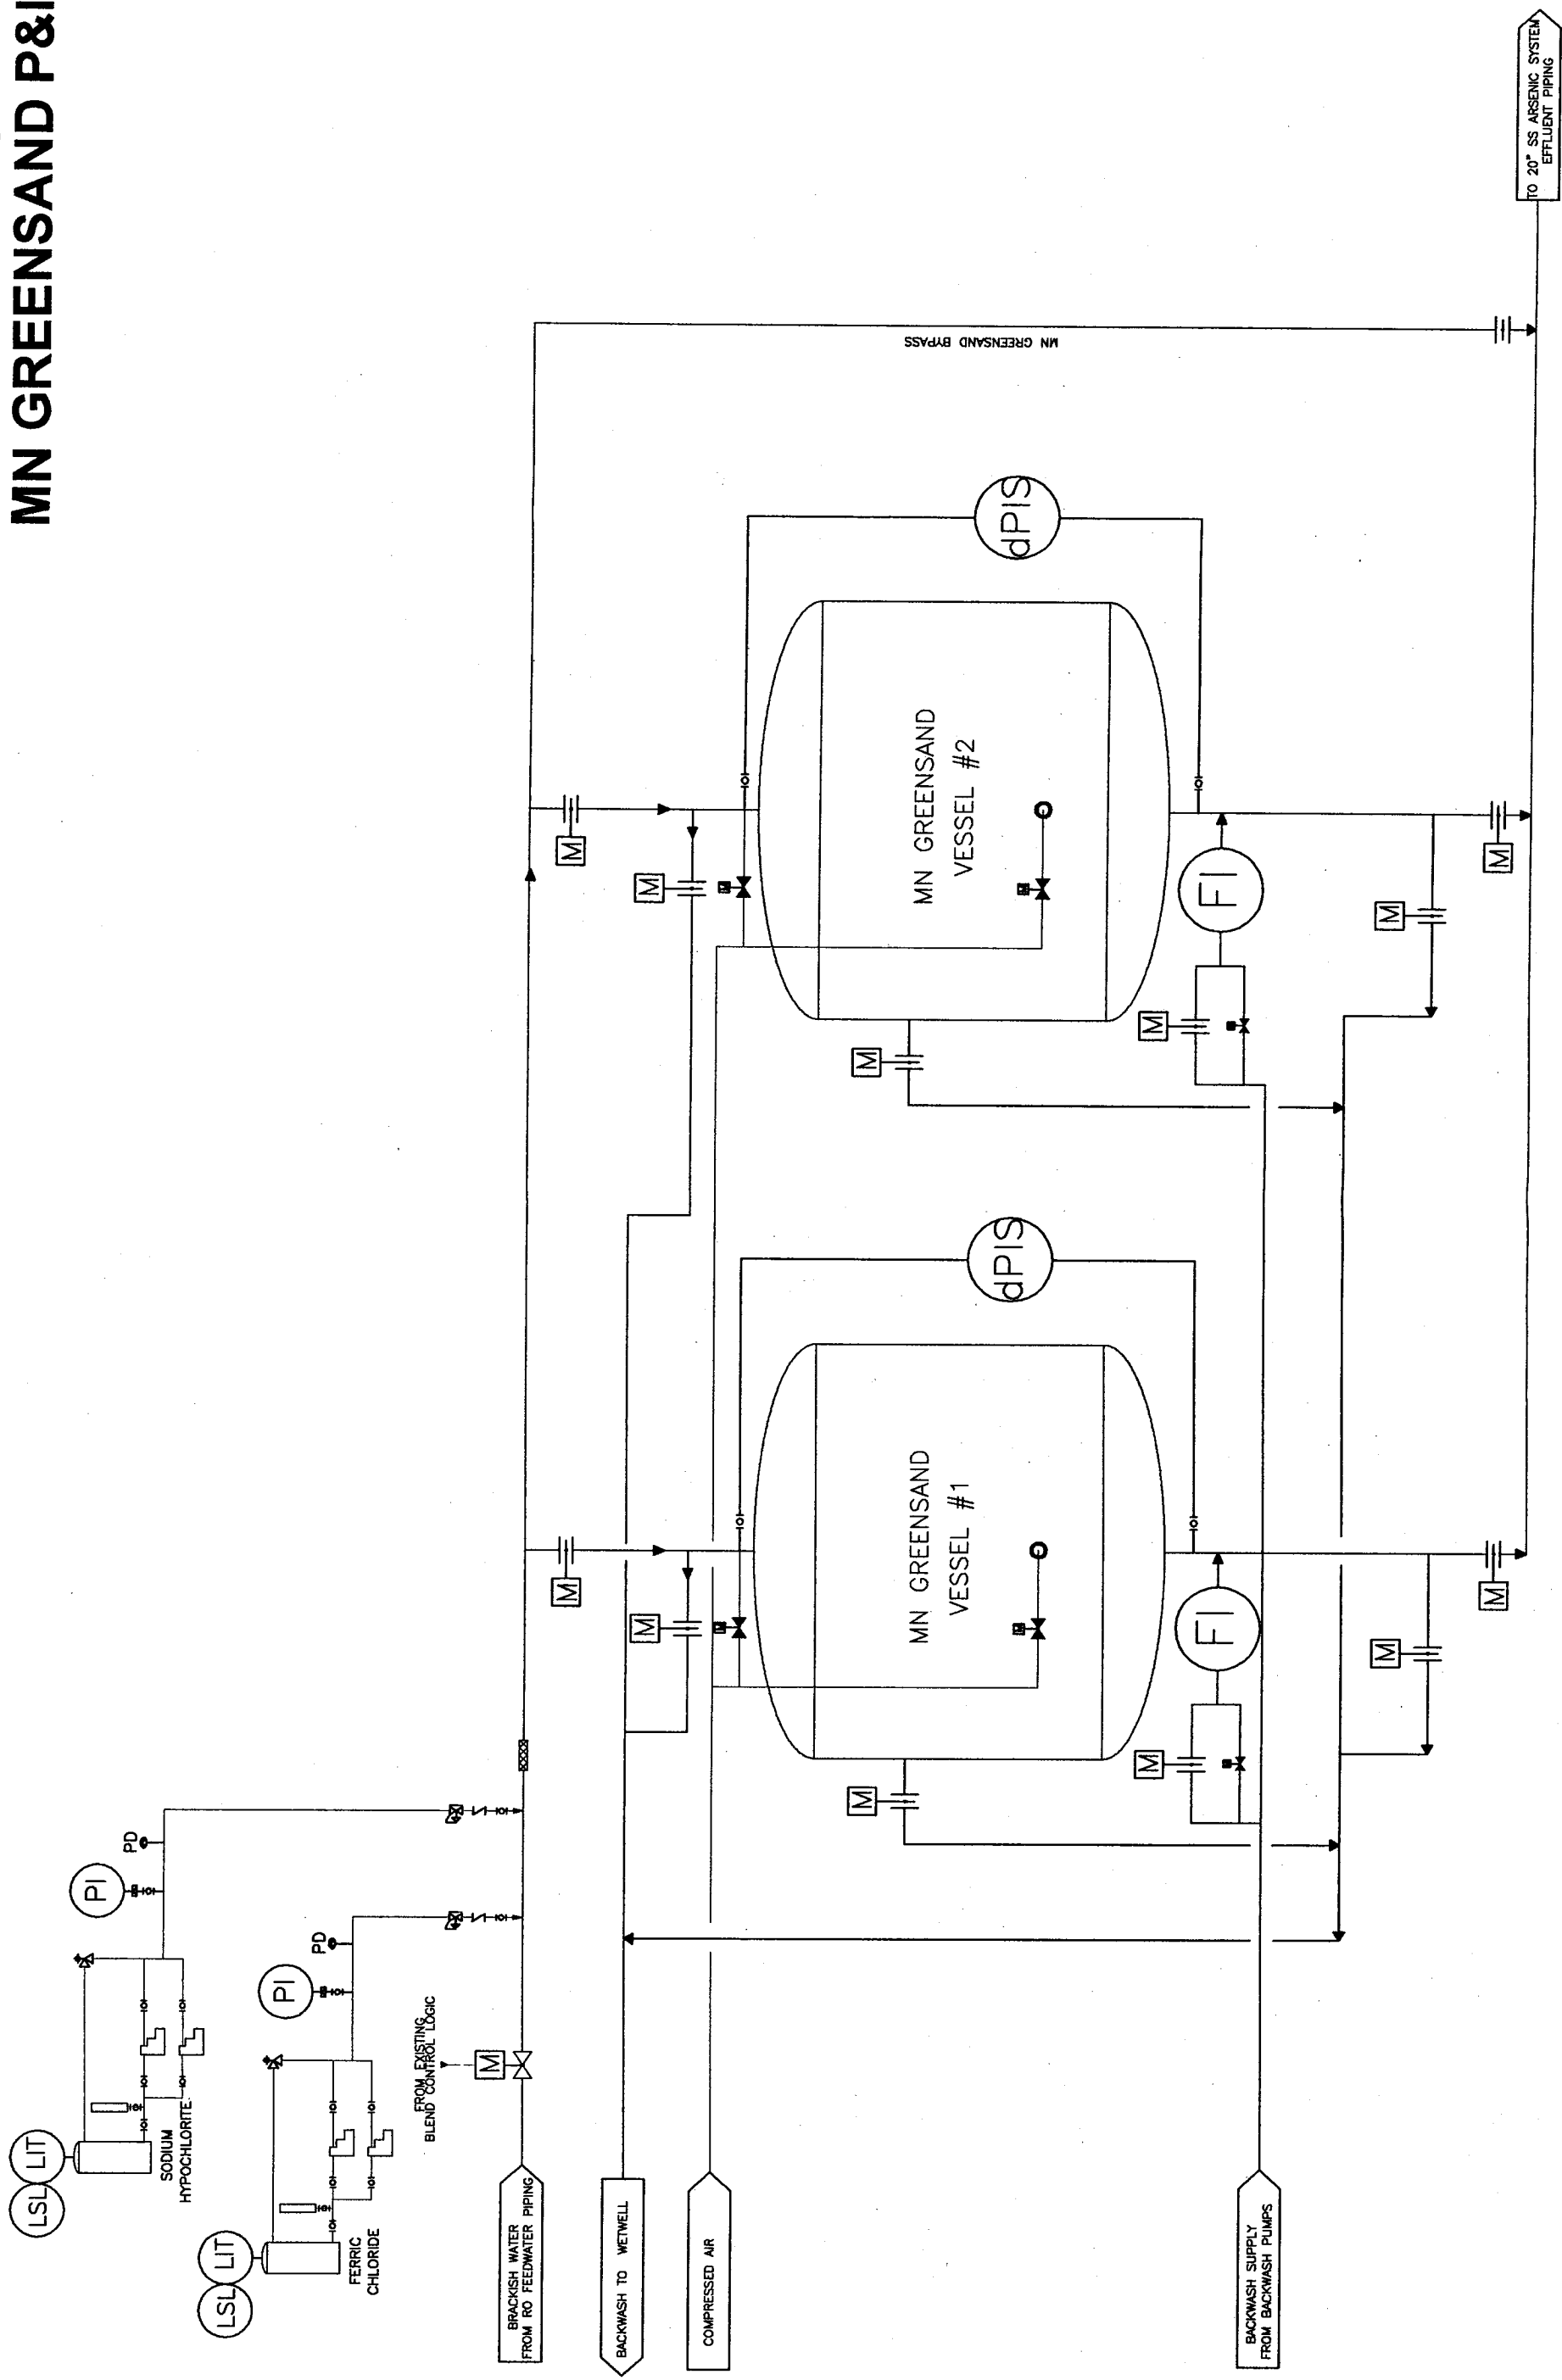 MN GREENSAND P&I
LSL
LIT
SODIUM
HYPOCHLORITE
PI
PD
LSL
LIT
FERRIC
CHLORIDE
PI
PD
FROM EXISTING
BLEND CONTROL LOGIC
M
BRACKISH WATER
FROM RO FEEDWATER PIPING
BACKWASH TO WETWELL
COMPRESSED AIR
BACKWASH SUPPLY
FROM BACKWASH PUMPS
M
M
M
MN GREENSAND
VESSEL #1
M
M
dPIS
M
FI
M
M
M
M
M
MN GREENSAND
VESSEL #2
M
M
dPIS
M
FI
M
M
MN GREENSAND BYPASS
TO 20" SS ARSENIC SYSTEM
EFFLUENT PIPING